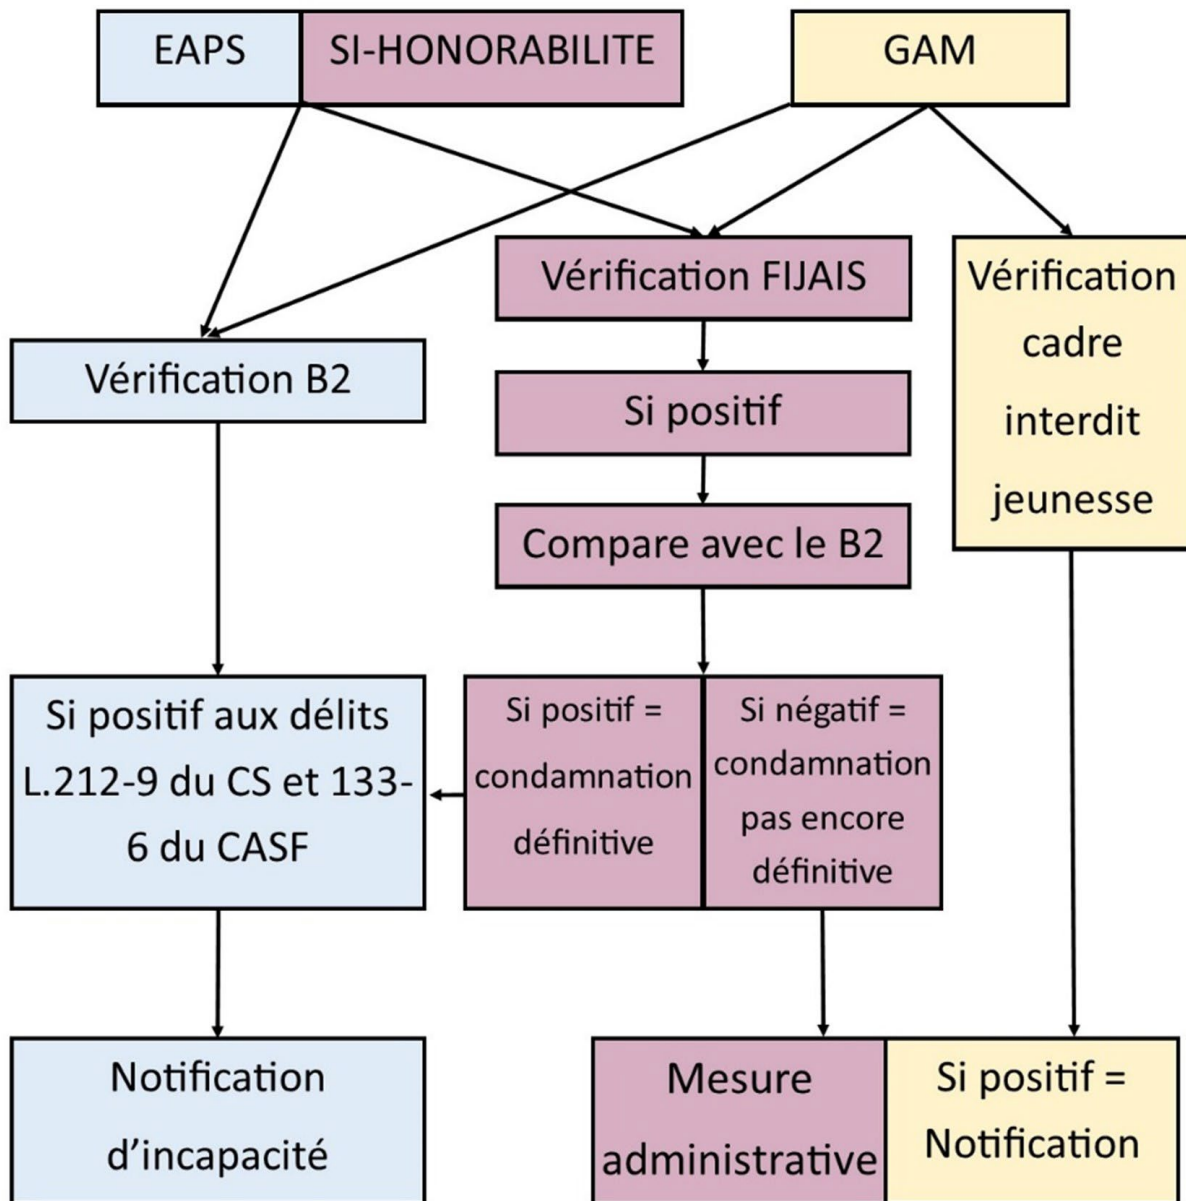 EAPS
SI-HONORABILITE
GAM
Vérification FIJAIS
Vérification
cadre
interdit
jeunesse
Vérification B2
Si positif
Compare avec le B2
Si positif aux délits
L.212-9 du CS et 133-
6 du CASF
Si positif =
condamnation
définitive
Si négatif =
condamnation
pas encore
définitive
Notification
d’incapacité
Mesure
administrative
Si positif =
Notification